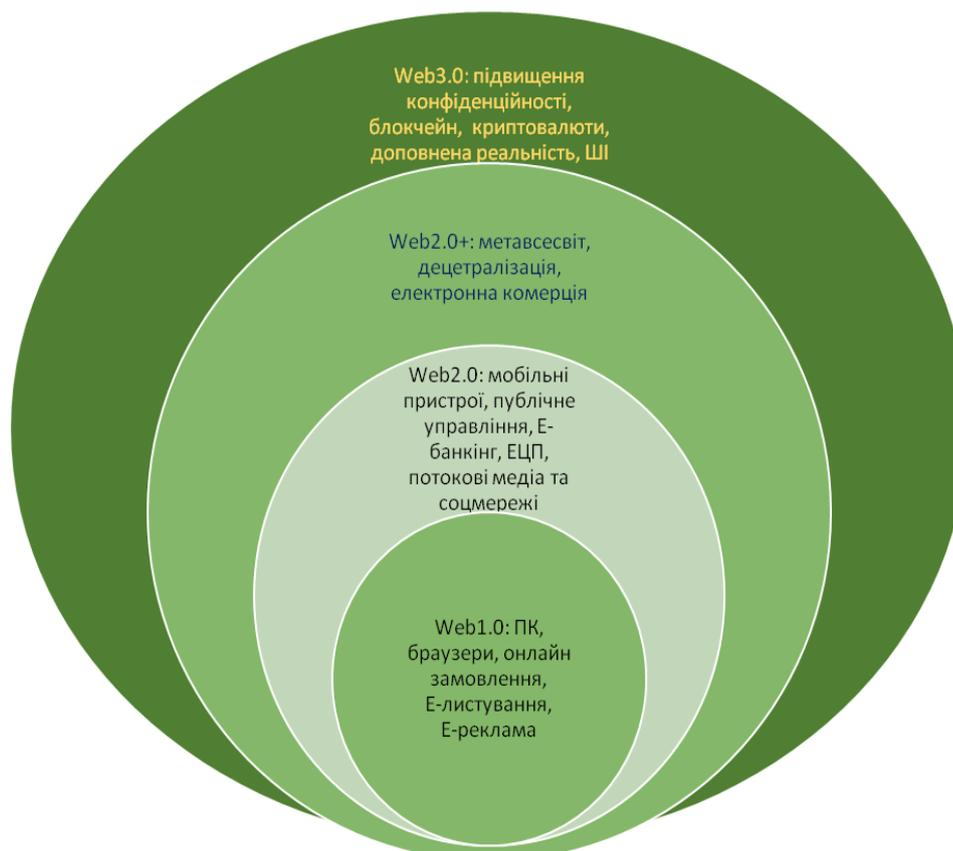 Web3.0: підвищення
конфіденційності,
блокчейн, криптовалюти,
доповнена реальність, ШІ
Web2.0+: метавсесвіт,
децетралізація,
електронна комерція
Web2.0: мобільні
пристрої, публічне
управління, Е-
банкінг, ЕЦП,
потокові медіа та
соцмережі
Web1.0: ПК,
браузери, онлайн
замовлення,
Е-листування,
Е-реклама